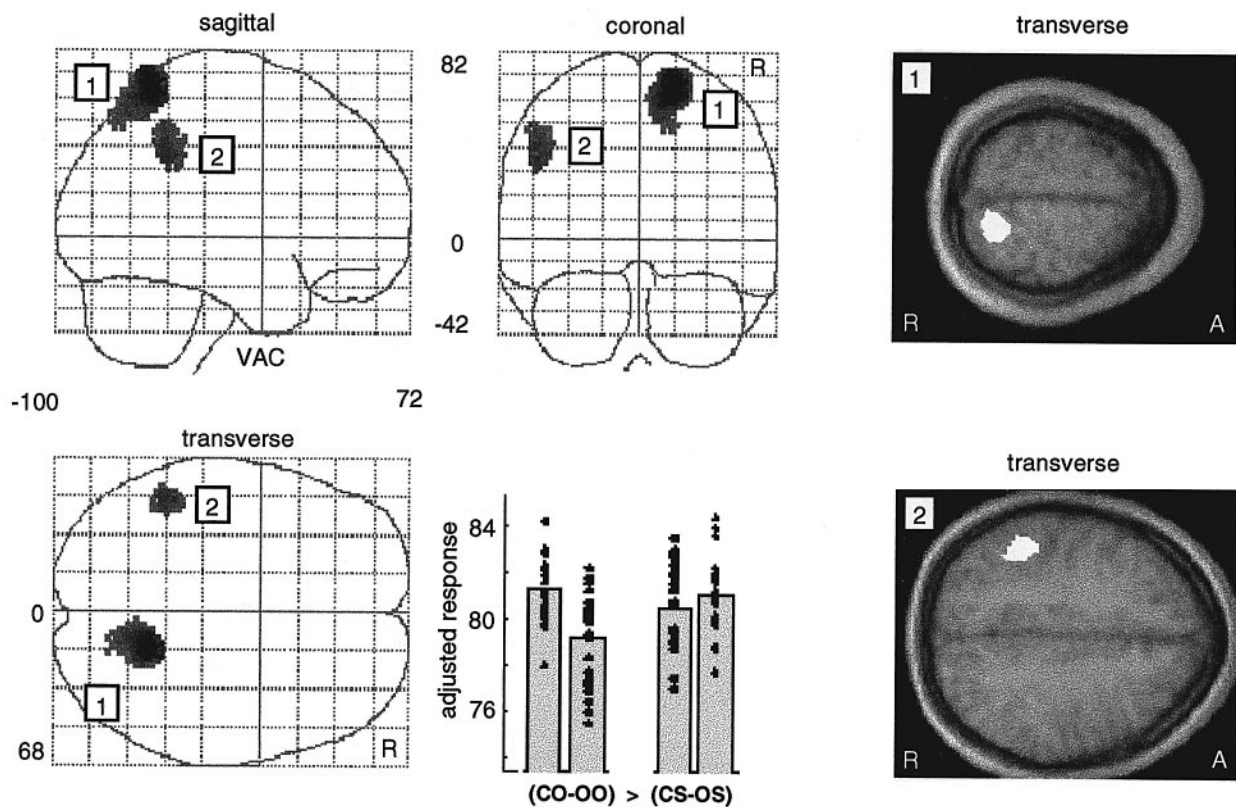 sagittal
1
2
VAC
-100
72
coronal
82
R
1
2
0
-42
transverse
1
R
A
transverse
2
0
1
68
R
adjusted response
84
80
76
(CO-OO) > (CS-OS)
transverse
2
R
A